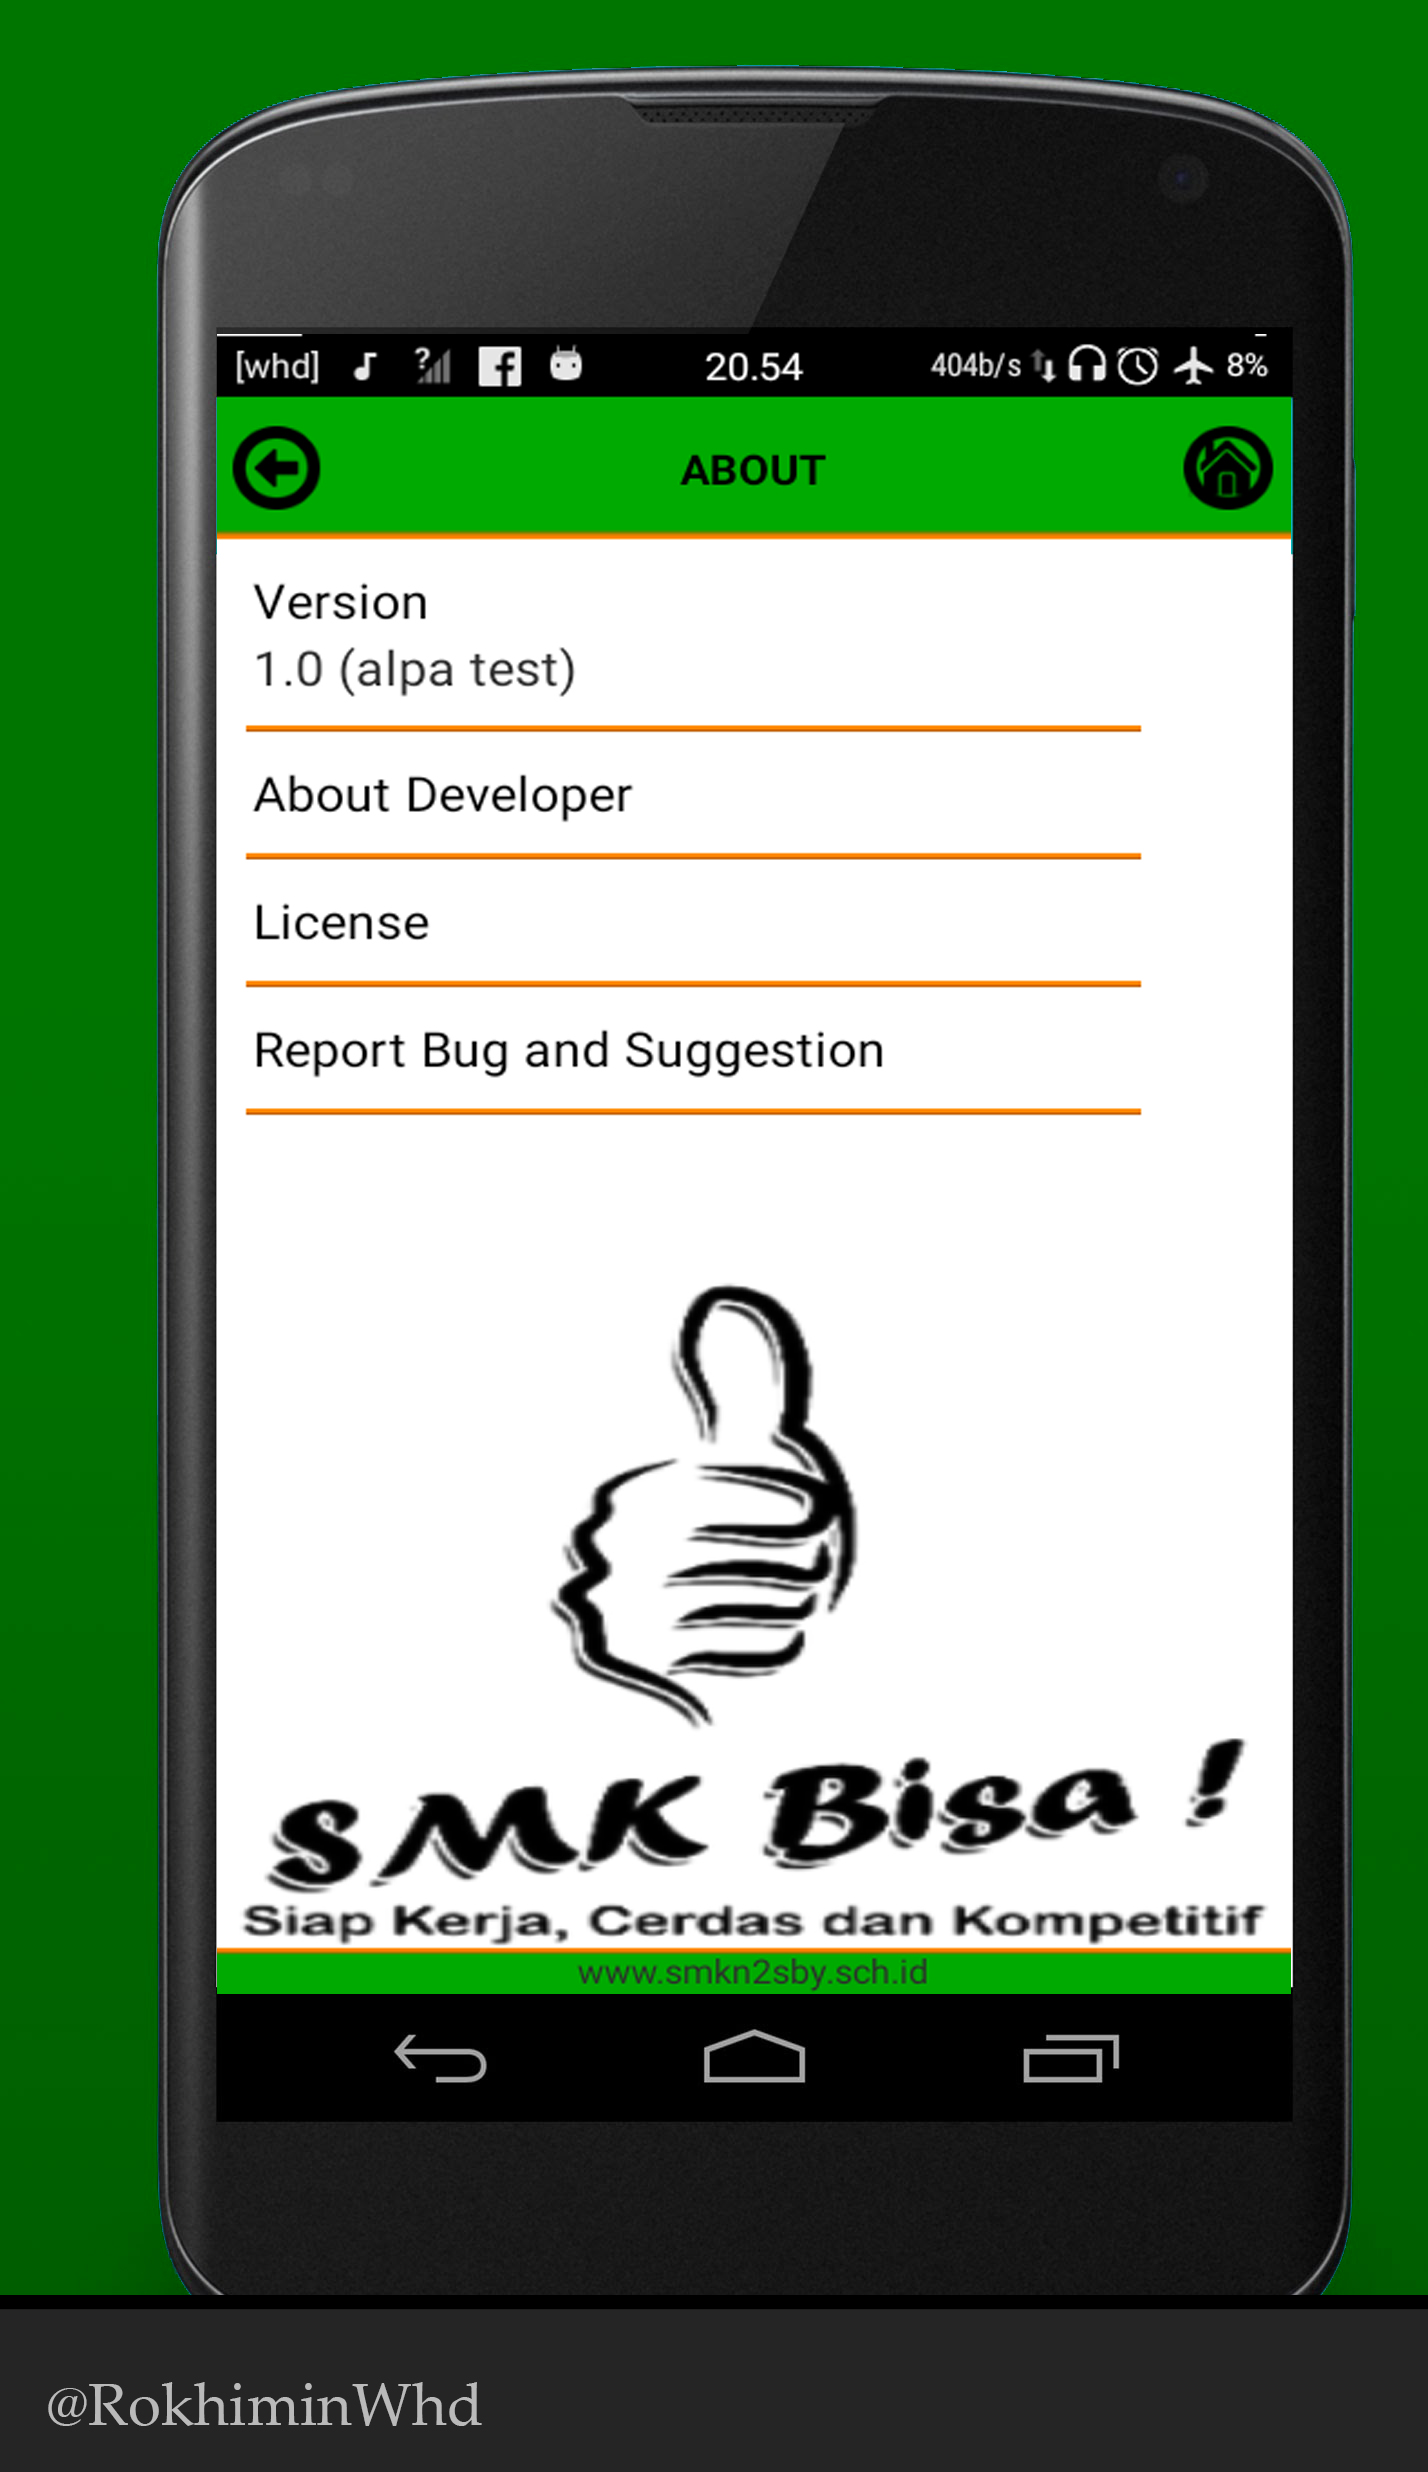 [whd] 20.54 404b/s 8%
ABOUT
Version
1.0 (alpa test)
About Developer
License
Report Bug and Suggestion
SMK Bisa !
Siap Kerja, Cerdas dan Kompetitif
www.smkn2sby.sch.id
@RokhiminWhd